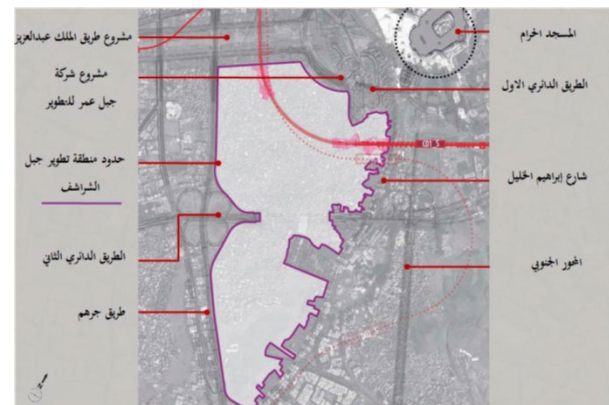 المسجد الحرام
الطريق الدائري الاول
شارع إبراهيم الخليل
المحور الجنوبي
مشروع طريق الملك عبدالعزيز
مشروع شركة
جبل عمر للتطوير
حدود منطقة تطوير جبل
الشراشف
الطريق الدائري الثاني
طريق جرهم